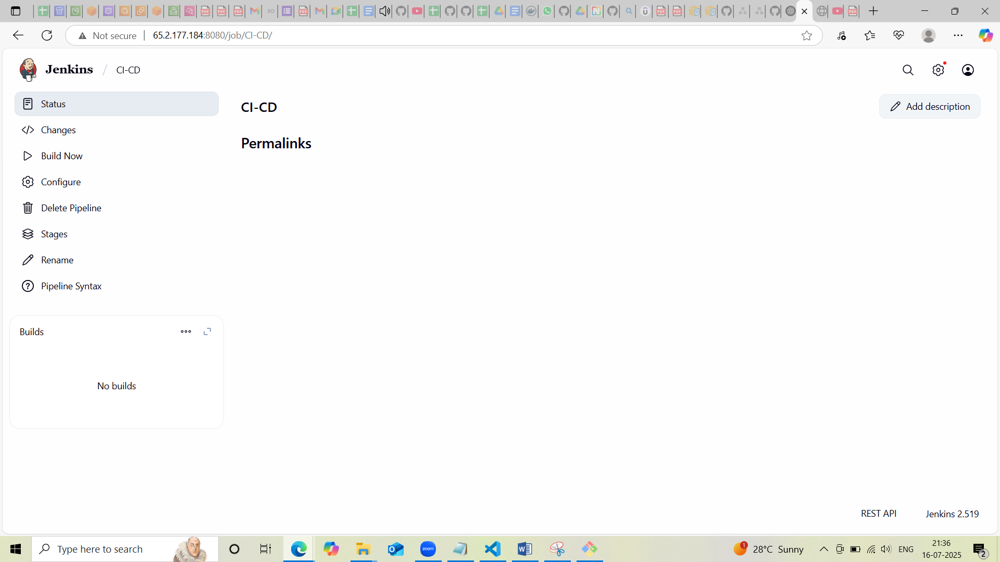 Not secure
65.2.177.184:8080/job/CI-CD/
Jenkins / CI-CD
Status
Changes
Build Now
Configure
Delete Pipeline
Stages
Rename
Pipeline Syntax
CI-CD
Add description
Permalinks
Builds
No builds
REST API
Jenkins 2.519
Type here to search
zoom
1
28°C Sunny
ENG
21:36
16-07-2025
2